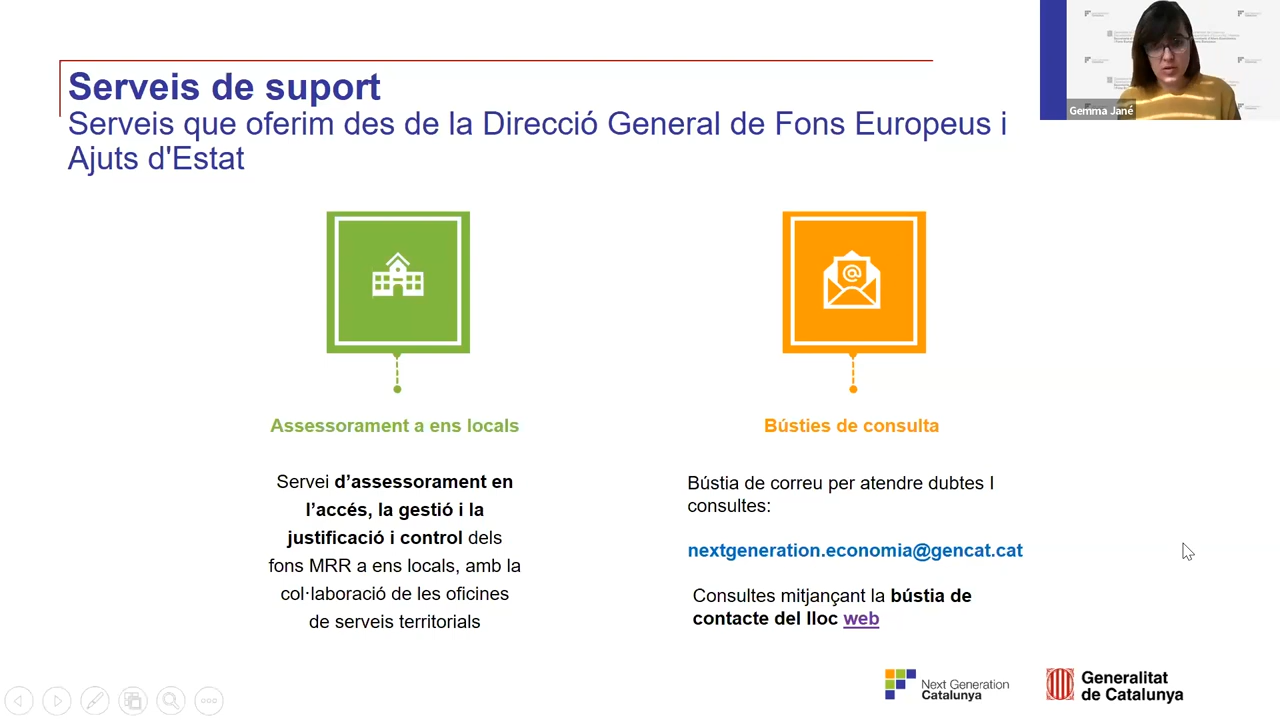 Serveis de suport
Serveis que oferim des de la Direcció General de Fons Europeus i
Ajuts d'Estat
Gemma Jané
Assessorament a ens locals
Servei d’assessorament en
l’accés, la gestió i la
justificació i control dels
fons MRR a ens locals, amb la
col·laboració de les oficines
de serveis territorials
Bústies de consulta
Bústia de correu per atendre dubtes I
consultes:
nextgeneration.economia@gencat.cat
Consultes mitjançant la bústia de
contacte del lloc web
Next Generation
Catalunya
Generalitat
de Catalunya